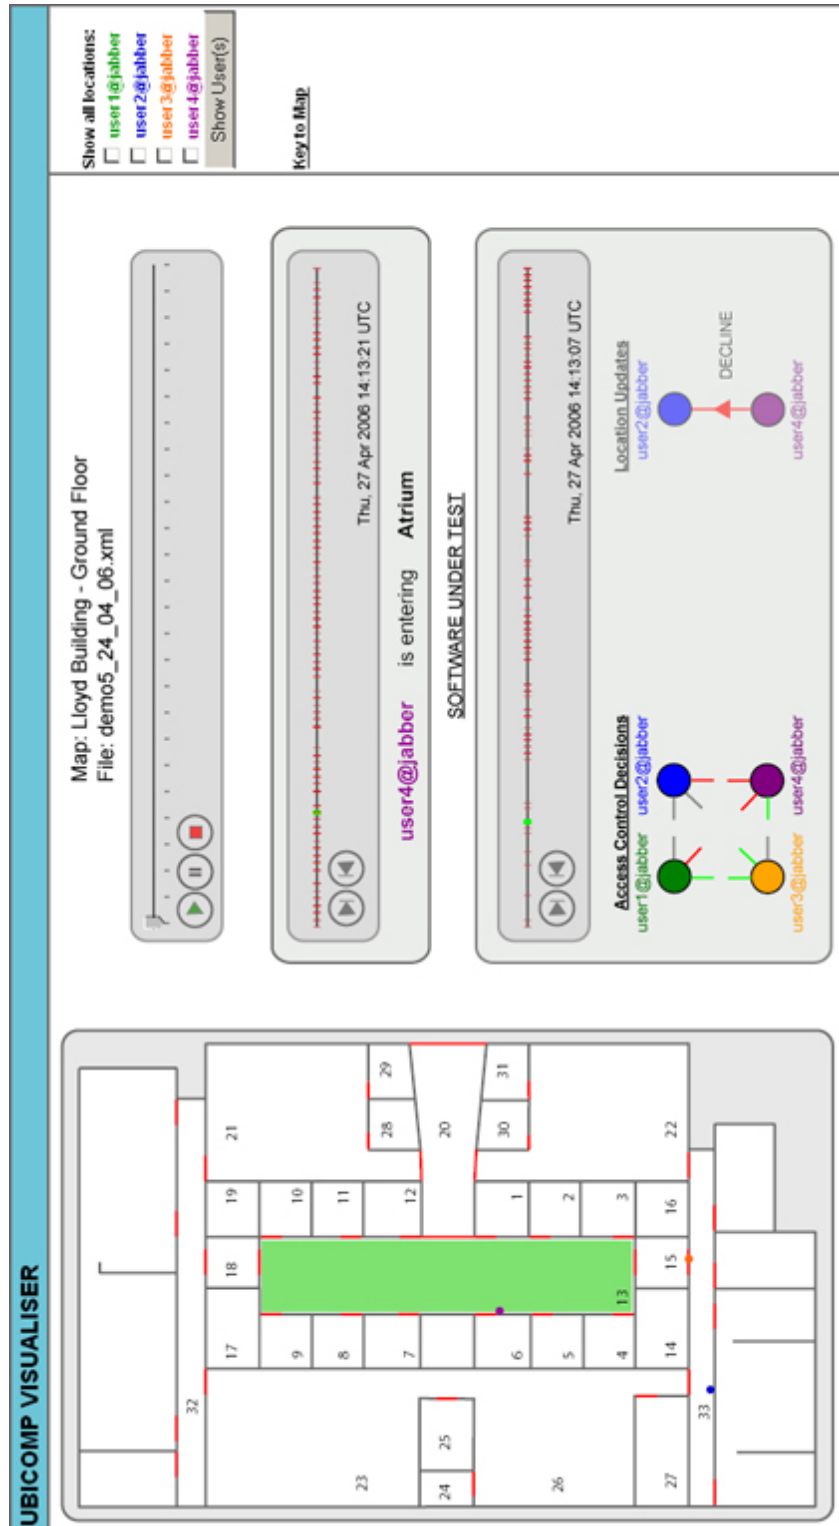 UBICOMP VISUALISER
Map: Lloyd Building - Ground Floor
File: demo5_24_04_06.xml
Show all locations:
user1@jabber
user2@jabber
user3@jabber
user4@jabber
Show User(s)
Key to Map
Thu, 27 Apr 2006 14:13:21 UTC
user4@jabber is entering Atrium
SOFTWARE UNDER TEST
Thu, 27 Apr 2006 14:13:07 UTC
Access Control Decisions
Location Updates
user1@jabber
user2@jabber
user2@jabber
DECLINE
user3@jabber
user4@jabber
user4@jabber
32
17
18
19
21
23
9
10
8
11
28
29
7
12
24
25
20
6
1
30
31
26
5
2
4
13
3
27
14
15
16
22
33